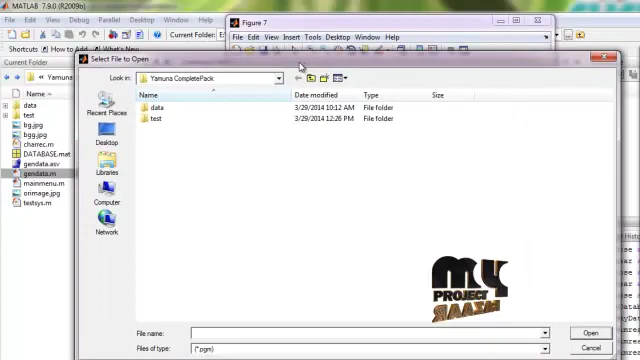 MATLAB 7.9.0 (R2009b)
File Edit View Debug Parallel Desktop Window Help
Shortcuts How to Add What's New
Current Folder
Yamuna
Name
data
test
bg.jpg
bgg.jpg
charrec.m
DATABASE.mat
gendata.asv
gendata.m
mainmenu.m
orimage.jpg
testsys.m
Figure 7
File Edit View Insert Tools Desktop Window Help
Select File to Open
Look in: Yamuna CompletePack
Name Date modified Type Size
data 3/29/2014 10:12 AM File folder
test 3/29/2014 12:26 PM File folder
Recent Places
Desktop
Libraries
Computer
Network
File name: Open
Files of type: (*.pgm) Cancel
MY
PROJECT
BAZAAR